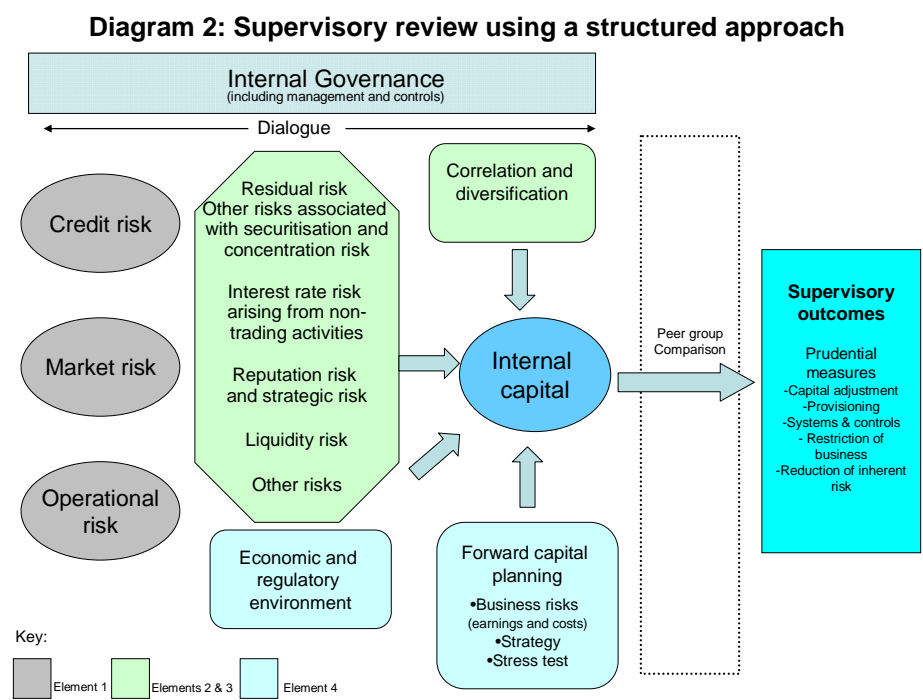 Diagram 2: Supervisory review using a structured approach
Internal Governance
(including management and controls)
Dialogue
Credit risk
Market risk
Operational
risk
Residual risk
Other risks associated
with securitisation and
concentration risk
Interest rate risk
arising from non-
trading activities
Reputation risk
and strategic risk
Liquidity risk
Other risks
Economic and
regulatory
environment
Correlation and
diversification
Internal
capital
Forward capital
planning
•Business risks
(earnings and costs)
•Strategy
•Stress test
Peer group
Comparison
Supervisory
outcomes
Prudential
measures
-Capital adjustment
-Provisioning
-Systems & controls
- Restriction of
business
-Reduction of inherent
risk
Key:
Element 1
Elements 2 & 3
Element 4